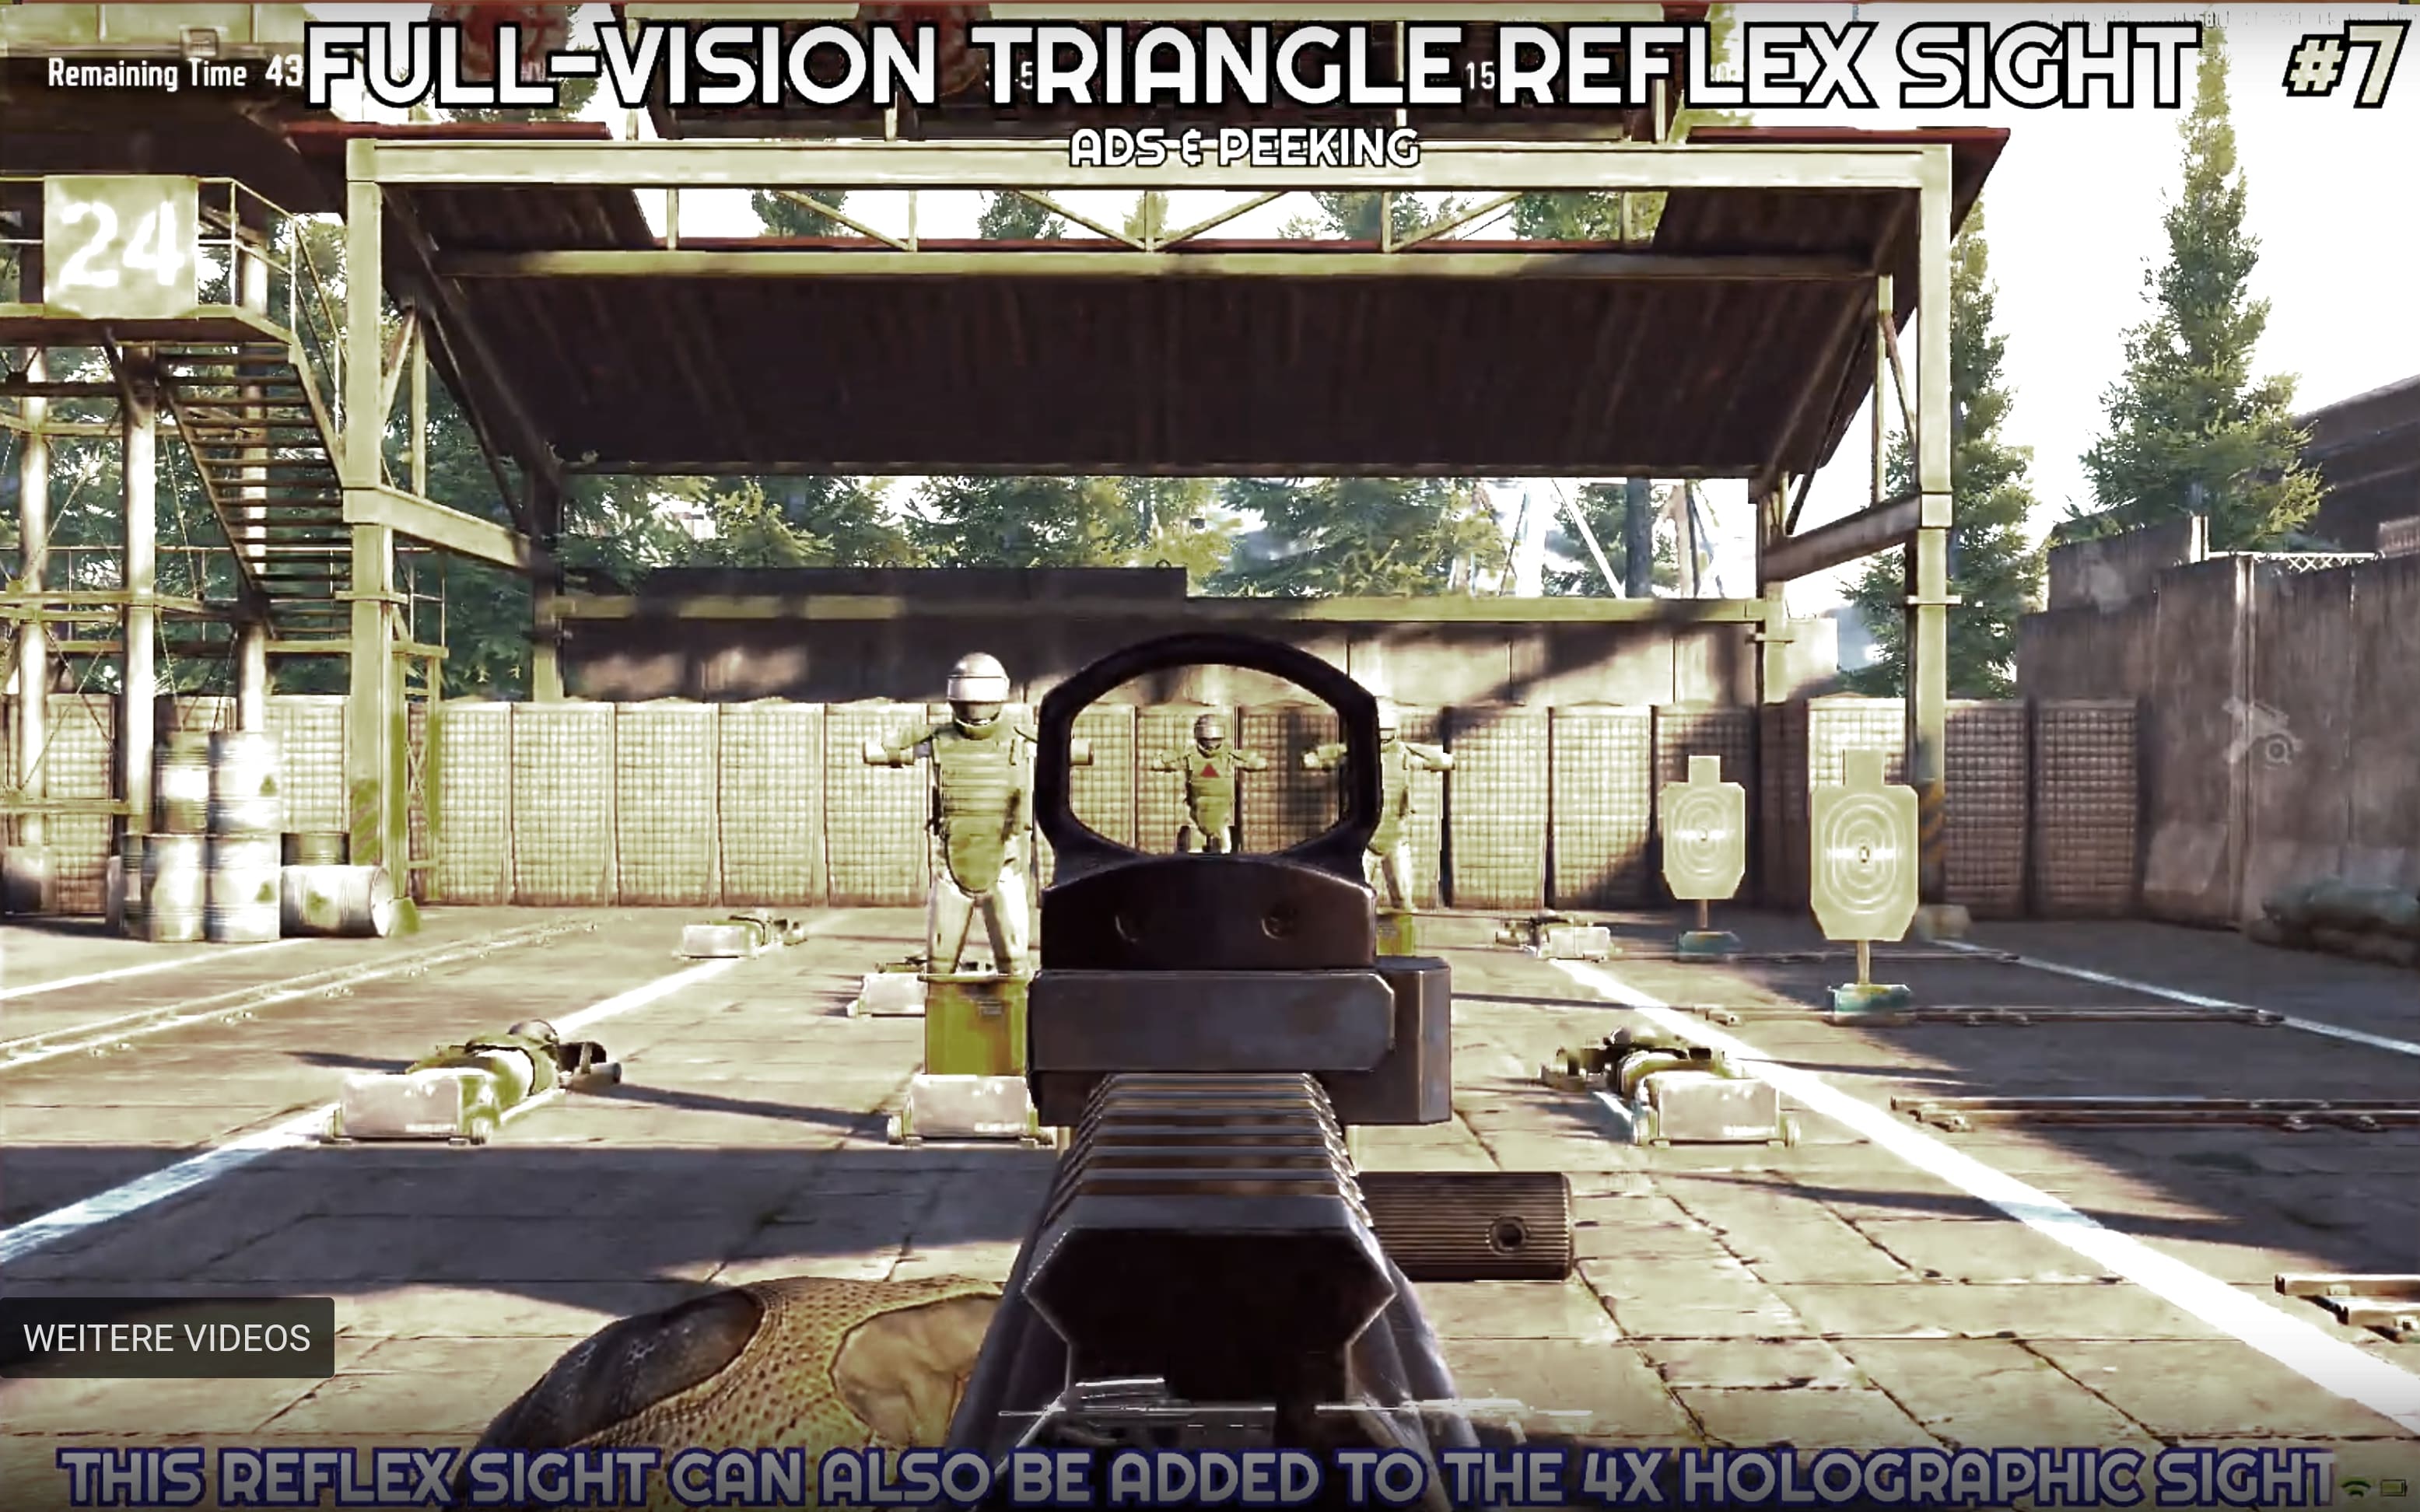 FULL-VISION TRIANGLE REFLEX SIGHT #7
Remaining Time 43
ADS & PEEKING
24
WEITERE VIDEOS
THIS REFLEX SIGHT CAN ALSO BE ADDED TO THE 4X HOLOGRAPHIC SIGHT